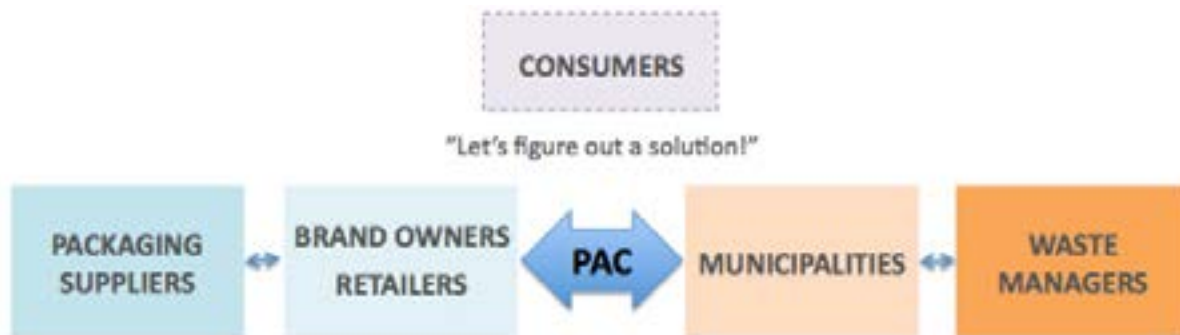 CONSUMERS
"Let's figure out a solution!"
PACKAGING
SUPPLIERS
BRAND OWNERS
RETAILERS
PAC
MUNICIPALITIES
WASTE
MANAGERS